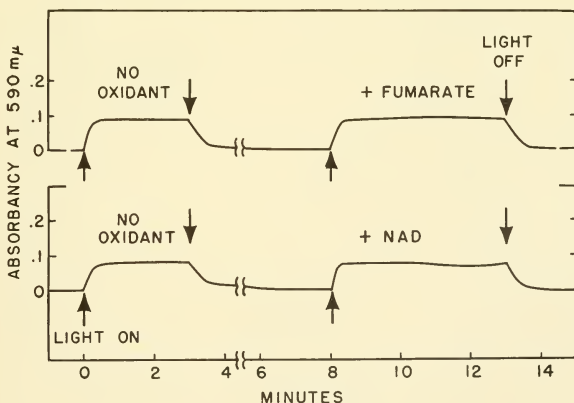 ABSORBANCY AT 590 mμ
.2
.1
0
NO
OXIDANT
+ FUMARATE
LIGHT
OFF
.2
.1
0
NO
OXIDANT
+ NAD
LIGHT ON
0 2 4 6 8 10 12 14
MINUTES